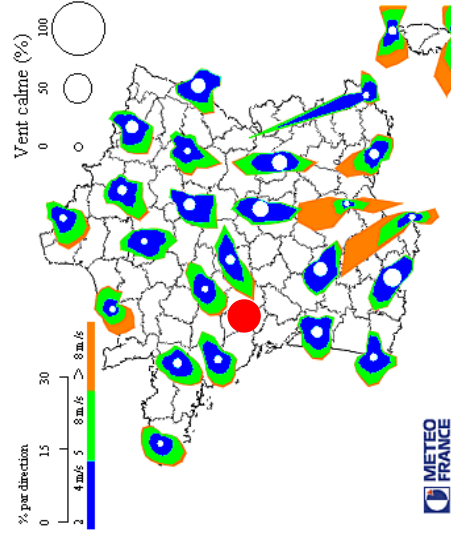 Vent calme (%)
0 50 100
% par direction
0 15 30
2 4 m/s 5 8 m/s > 8 m/s
METEO
FRANCE